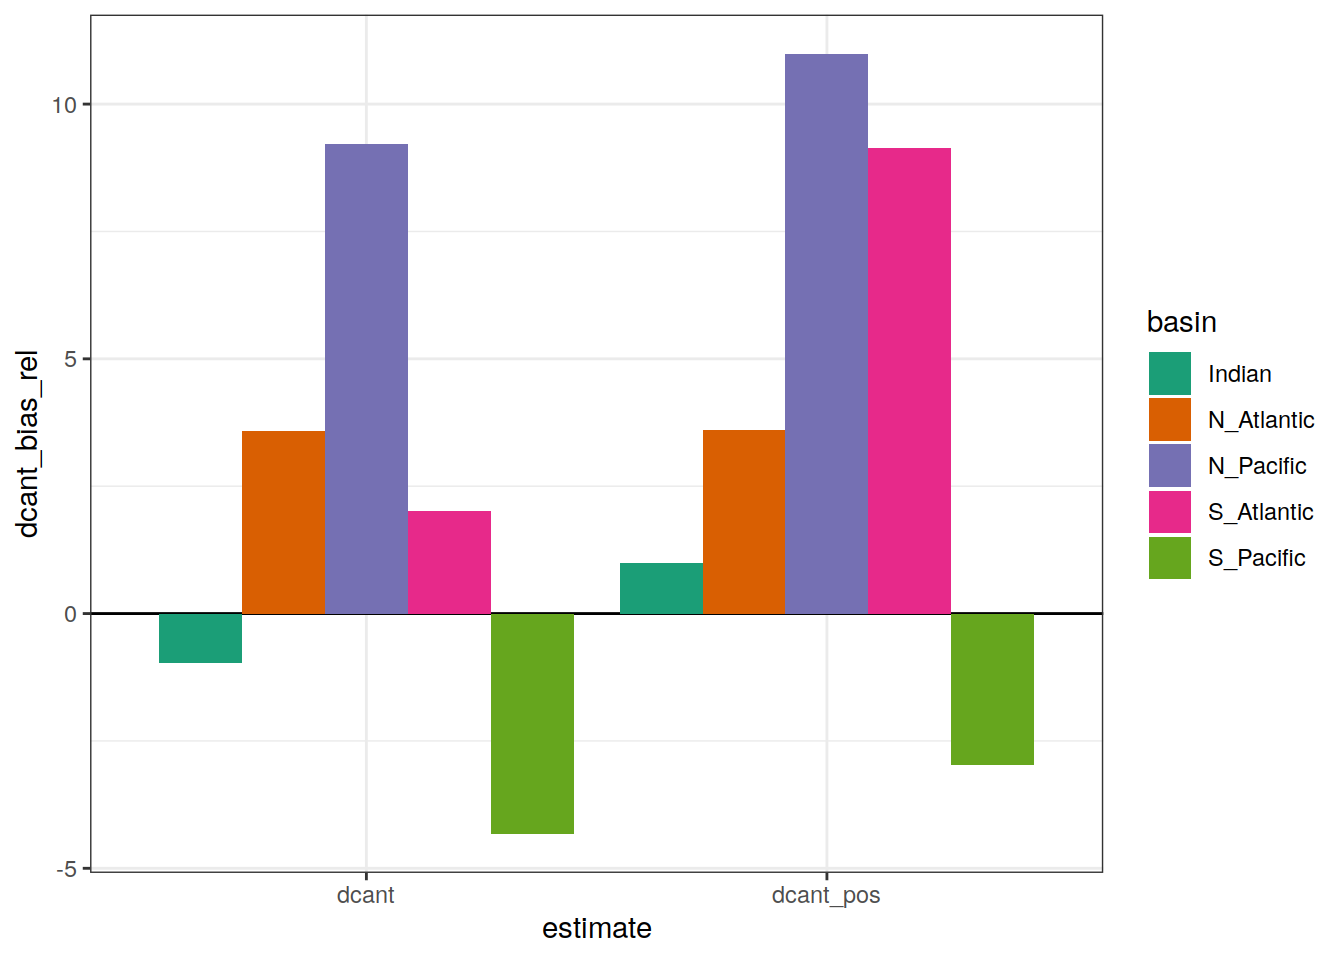 dcant_bias_rel
10
5
0
-5
dcant
dcant_pos
estimate
basin
Indian
N_Atlantic
N_Pacific
S_Atlantic
S_Pacific